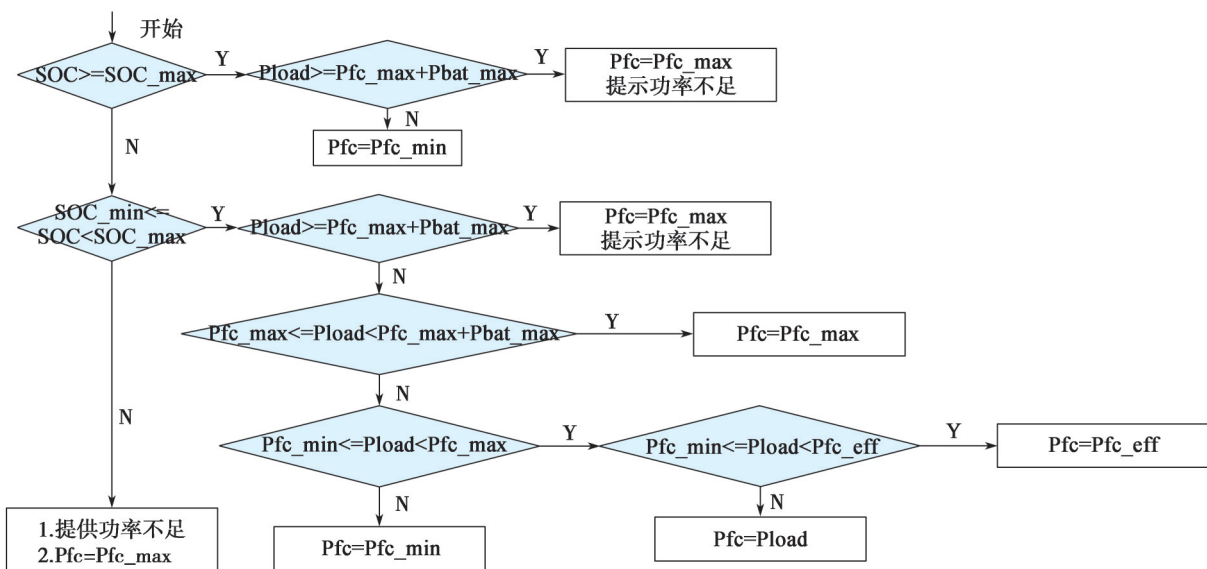 开始
SOC>=SOC_max
Y
Pload>=Pfc_max+Pbat_max
Y
Pfc=Pfc_max
提示功率不足
N
Pfc=Pfc_min
N
SOC_min<=
SOC<SOC_max
Y
Pload>=Pfc_max+Pbat_max
Y
Pfc=Pfc_max
提示功率不足
N
Pfc_max<=Pload<Pfc_max+Pbat_max
Y
Pfc=Pfc_max
N
N
Pfc_min<=Pload<Pfc_max
Y
Pfc_min<=Pload<Pfc_eff
Y
Pfc=Pfc_eff
N
N
1.提供功率不足
2.Pfc=Pfc_max
Pfc=Pfc_min
Pfc=Pload